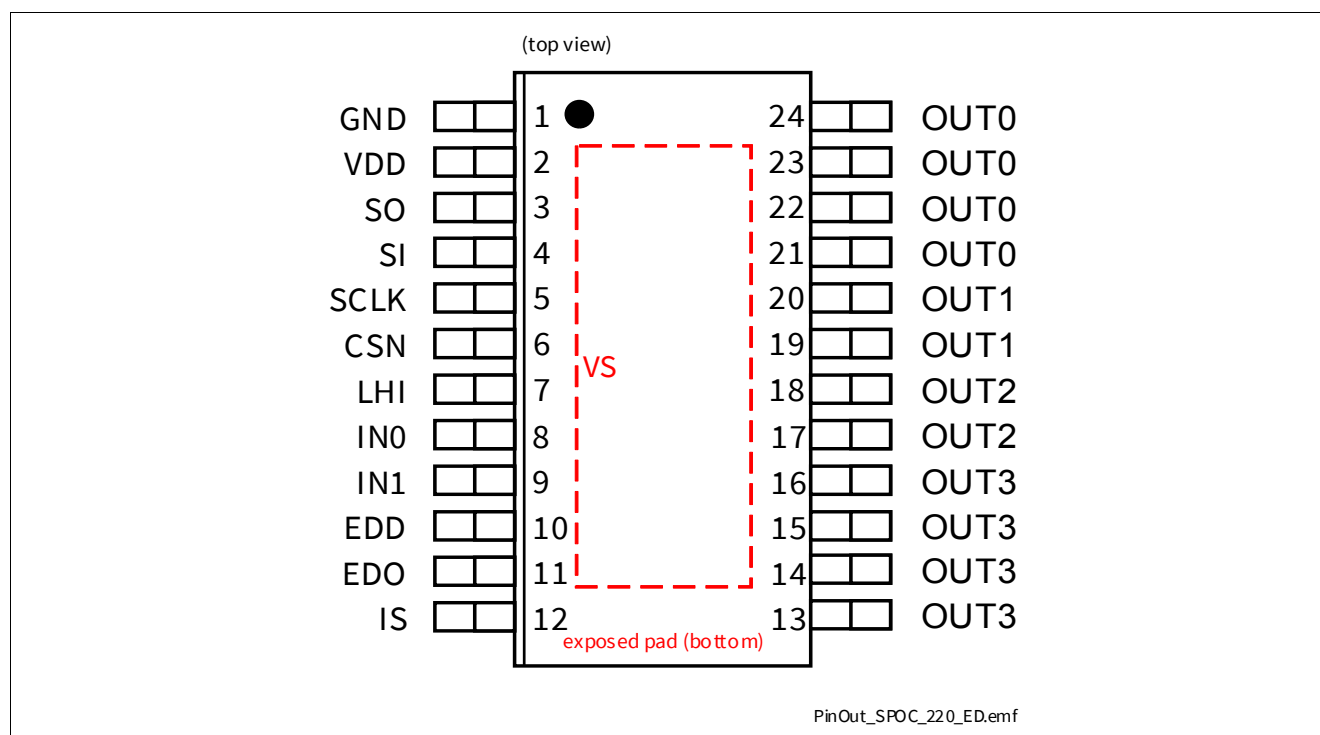 (top view)
GND 1 24 OUT0
VDD 2 23 OUT0
SO 3 22 OUT0
SI 4 21 OUT0
SCLK 5 20 OUT1
CSN 6 19 OUT1
VS
LHI 7 18 OUT2
IN0 8 17 OUT2
IN1 9 16 OUT3
EDD 10 15 OUT3
EDO 11 14 OUT3
IS 12 13 OUT3
exposed pad (bottom)
PinOut_SPOC_220_ED.emf